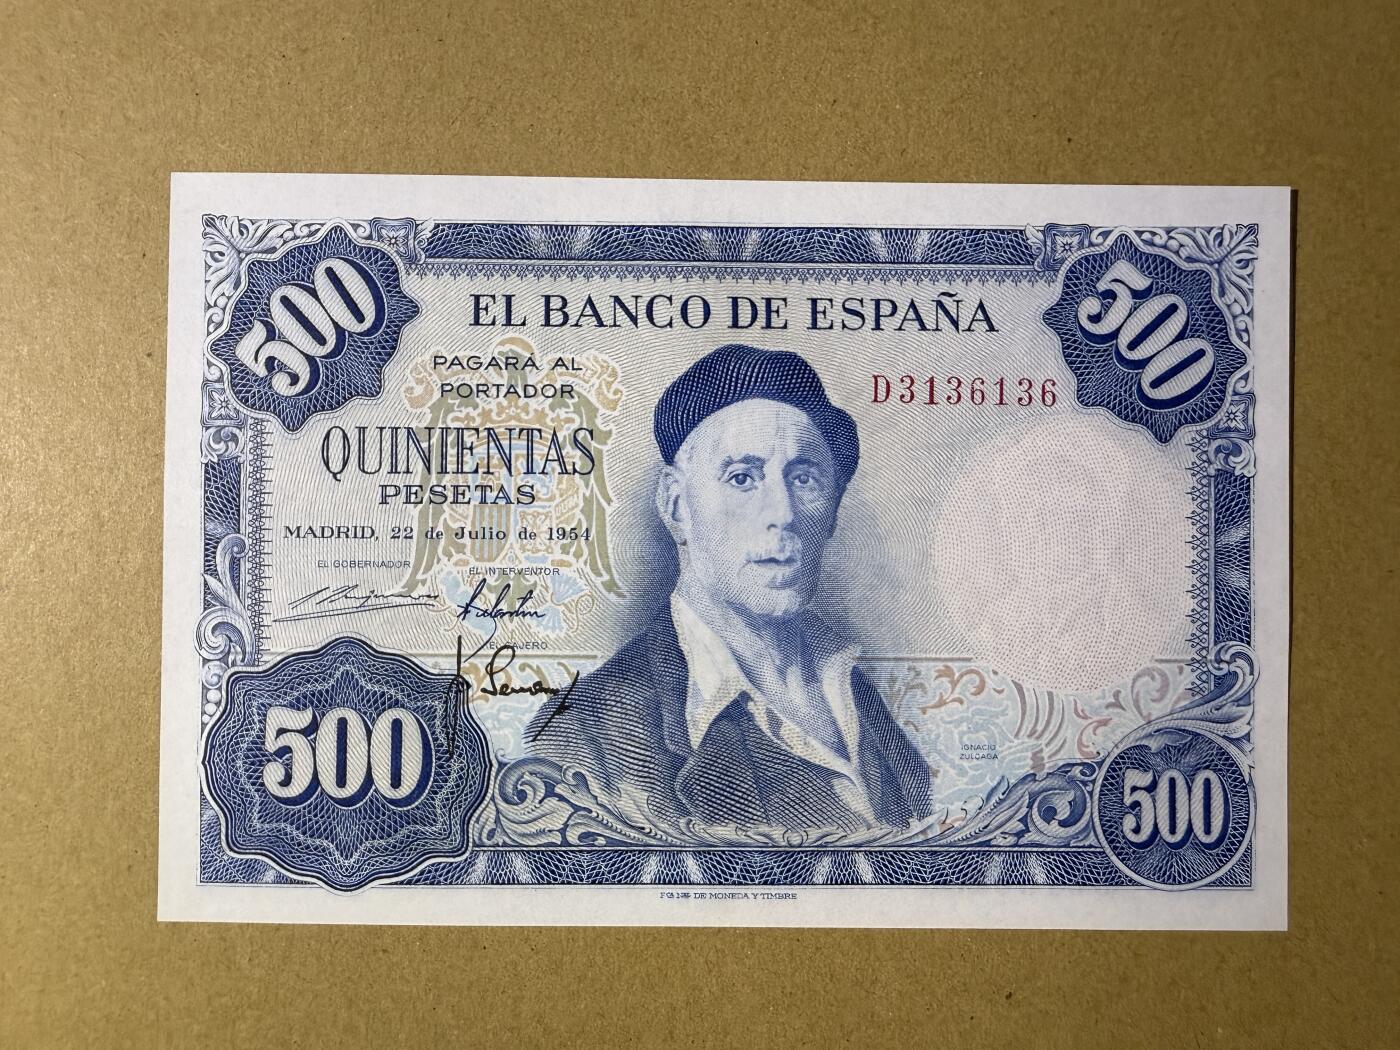 500
500
EL BANCO DE ESPAÑA
PAGARÁ AL
PORTADOR
D3136136
QUINIENTAS
PESETAS
MADRID, 22 de Julio de 1954
EL GOBERNADOR
EL INTERVENTOR
EL CAJERO
500
IGNACIO
ZULOAGA
500
DE MONEDA Y TIMBRE